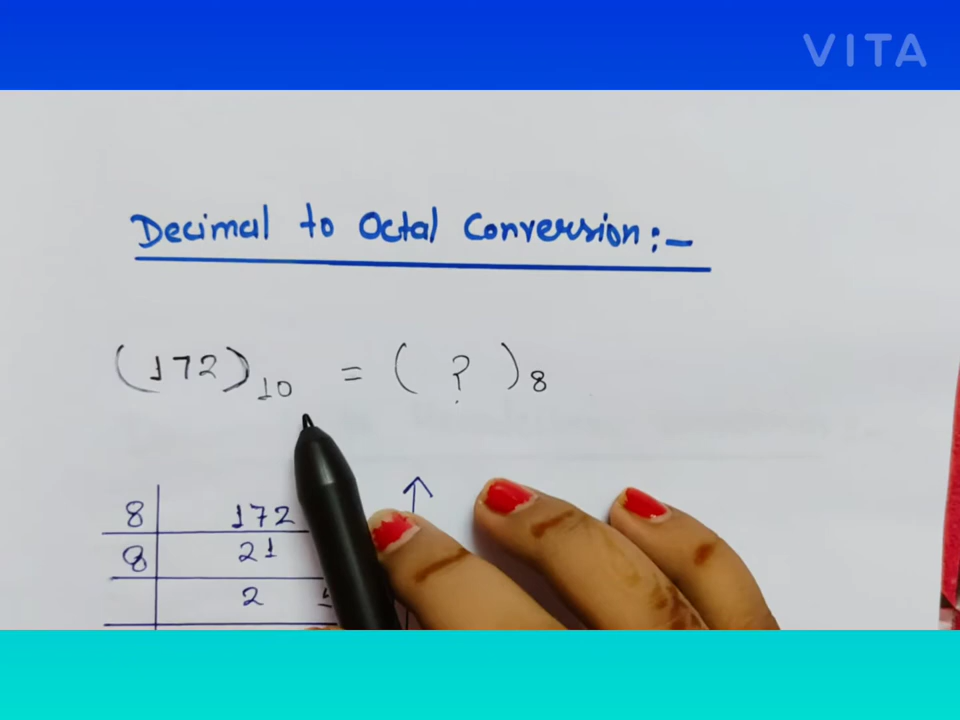 VITA
Decimal to Octal Conversion:-
(172)10 = ( ? )8
8 172
8 21
2